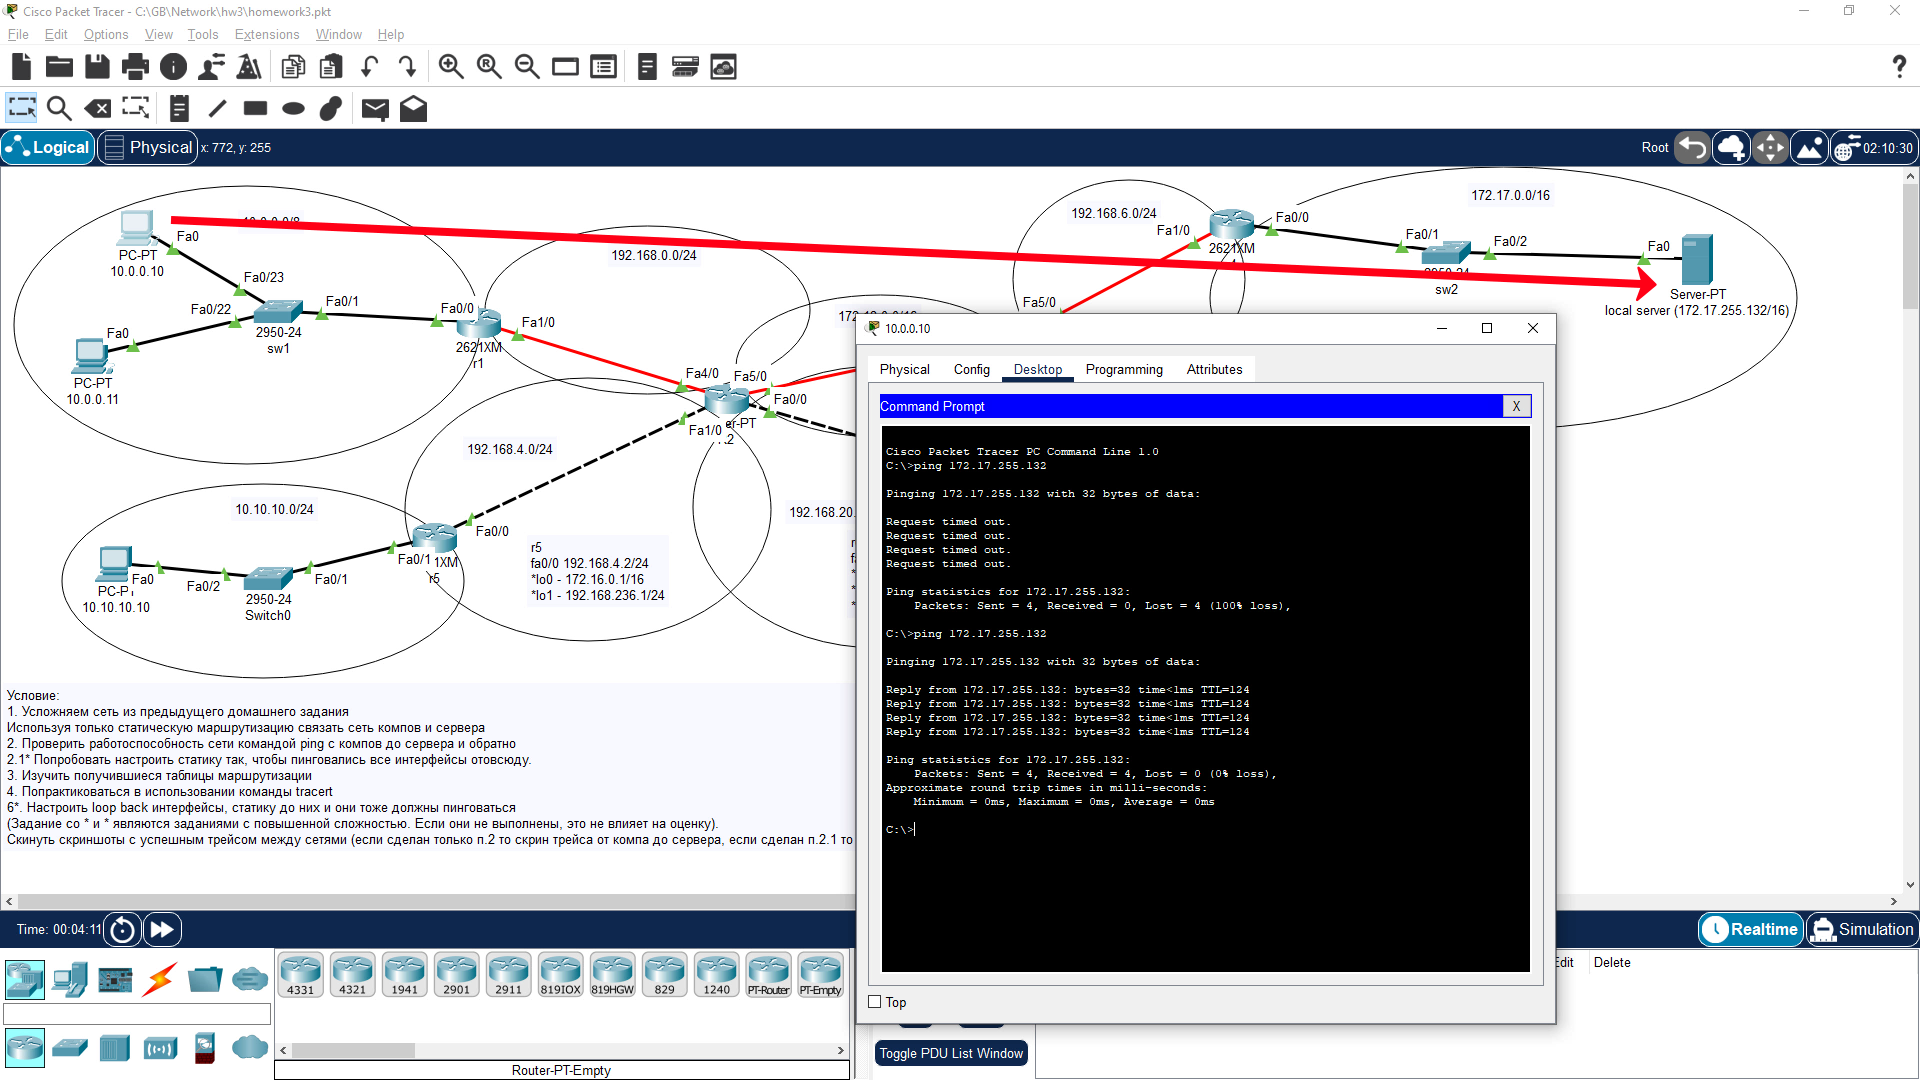 Cisco Packet Tracer - C:\GB\Network\hw3\homework3.pkt
File Edit Options View Tools Extensions Window Help
Logical Physical x: 772, y: 255 Root 02:10:30
PC-PT
10.0.0.10
Fa0
Fa0/23
Fa0/22
Fa0/1
Fa0
2950-24
sw1
PC-PT
10.0.0.11
Fa0/0
Fa1/0
2621XM
r1
192.168.0.0/24
192.168.6.0/24
172.17.0.0/16
Fa1/0
Fa0/0
2621XM
Fa5/0
Fa0/1
Fa0/2
sw2
Fa0
Server-PT
local server (172.17.255.132/16)
Fa4/0
Fa5/0
Fa0/0
Fa1/0
192.168.4.0/24
192.168.20.
10.10.10.0/24
Fa0
Fa0/2
Fa0/1
10.10.10.10
2950-24
Switch0
Fa0/1
r5
Fa0/0
r5
fa0/0 192.168.4.2/24
*lo0 - 172.16.0.1/16
*lo1 - 192.168.236.1/24
Условие:
1. Усложняем сеть из предыдущего домашнего задания
Используя только статическую маршрутизацию связать сеть компов и сервера
2. Проверить работоспособность сети командой ping с компов до сервера и обратно
2.1* Попробовать настроить статику так, чтобы пинговались все интерфейсы отовсюду.
3. Изучить получившиеся таблицы маршрутизации
4. Попрактиковаться в использовании команды tracert
6*. Настроить loop back интерфейсы, статику до них и они тоже должны пинговаться
(Задание со * и * являются заданиями с повышенной сложностью. Если они не выполнены, это не влияет на оценку).
Скинуть скриншоты с успешным трейсом между сетями (если сделан только п.2 то скрин трейса от компа до сервера, если сделан п.2.1 то
10.0.0.10
Physical Config Desktop Programming Attributes
Command Prompt X
Cisco Packet Tracer PC Command Line 1.0
C:\>ping 172.17.255.132
Pinging 172.17.255.132 with 32 bytes of data:
Request timed out.
Request timed out.
Request timed out.
Request timed out.
Ping statistics for 172.17.255.132:
Packets: Sent = 4, Received = 0, Lost = 4 (100% loss),
C:\>ping 172.17.255.132
Pinging 172.17.255.132 with 32 bytes of data:
Reply from 172.17.255.132: bytes=32 time<1ms TTL=124
Reply from 172.17.255.132: bytes=32 time<1ms TTL=124
Reply from 172.17.255.132: bytes=32 time<1ms TTL=124
Reply from 172.17.255.132: bytes=32 time<1ms TTL=124
Ping statistics for 172.17.255.132:
Packets: Sent = 4, Received = 4, Lost = 0 (0% loss),
Approximate round trip times in milli-seconds:
Minimum = 0ms, Maximum = 0ms, Average = 0ms
C:\>
Top
Time: 00:04:11
Realtime Simulation
4331 4321 1941 2901 2911 819IOX 819HGW 829 1240 PT-Router PT-Empty
Router-PT-Empty
Toggle PDU List Window
Delete